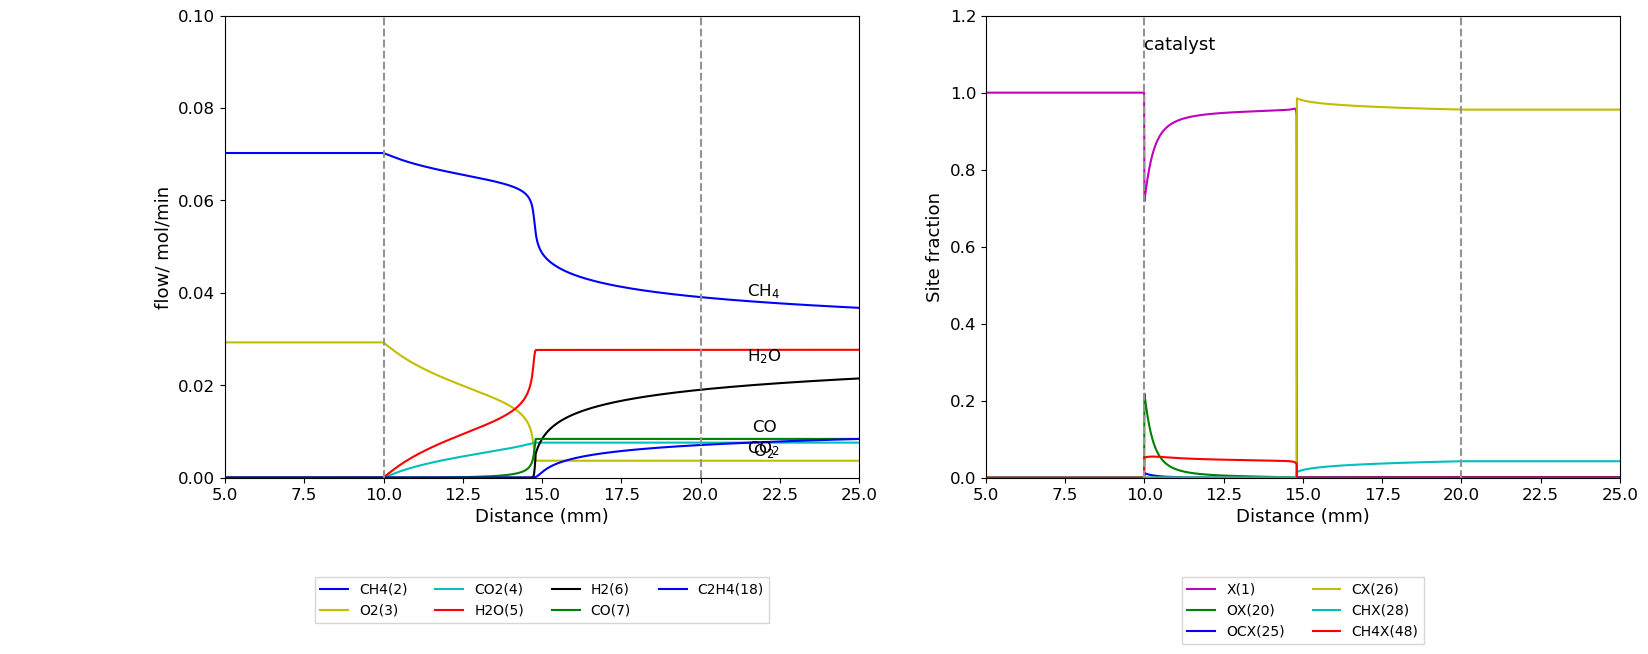 0.10
0.08
0.06
0.04
0.02
0.00
flow/ mol/min
CH4
H2O
CO
CO2
O2
5.0 7.5 10.0 12.5 15.0 17.5 20.0 22.5 25.0
Distance (mm)
CH4(2) CO2(4) H2(6) C2H4(18)
O2(3) H2O(5) CO(7)
1.2
1.0
0.8
0.6
0.4
0.2
0.0
Site fraction
catalyst
5.0 7.5 10.0 12.5 15.0 17.5 20.0 22.5 25.0
Distance (mm)
X(1) CX(26)
OX(20) CHX(28)
OCX(25) CH4X(48)